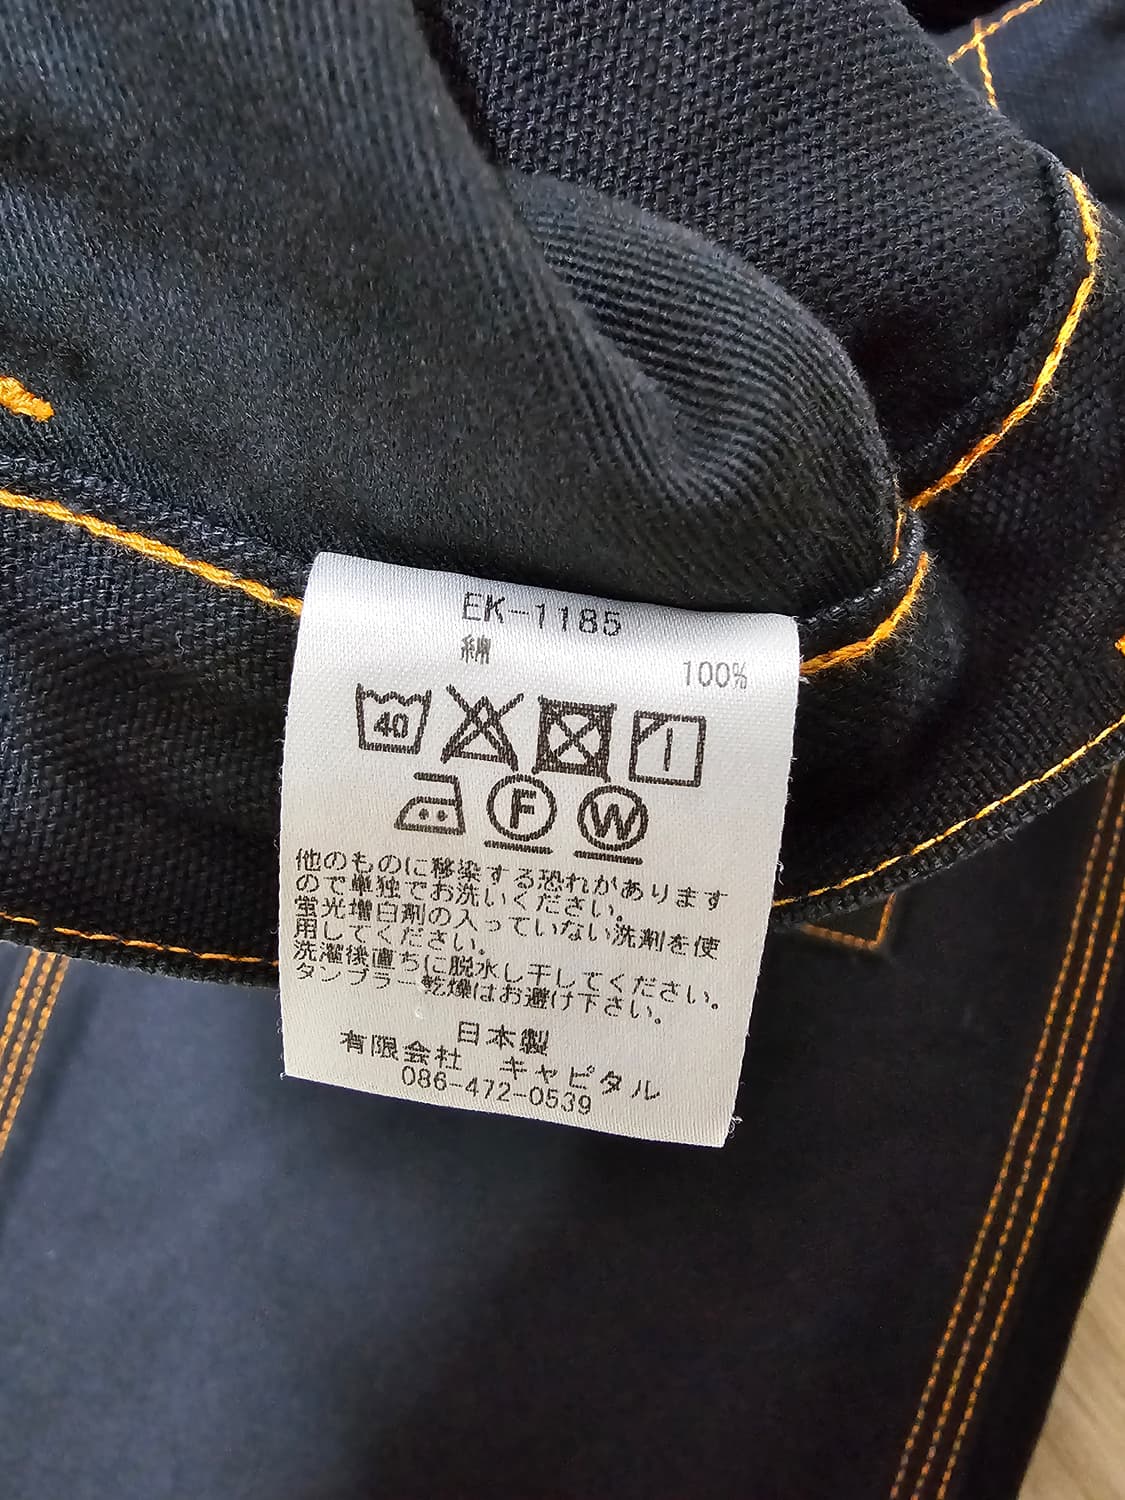 EK-1185
綿
100%
40
F
W
他のものに移染する恐れがあります
ので単独でお洗いください。
蛍光増白剤の入っていない洗剤を使
用してください。
洗濯後直ちに脱水し干してください。
タンブラー乾燥はお避け下さい。
日本製
有限会社 キャピタル
086-472-0539